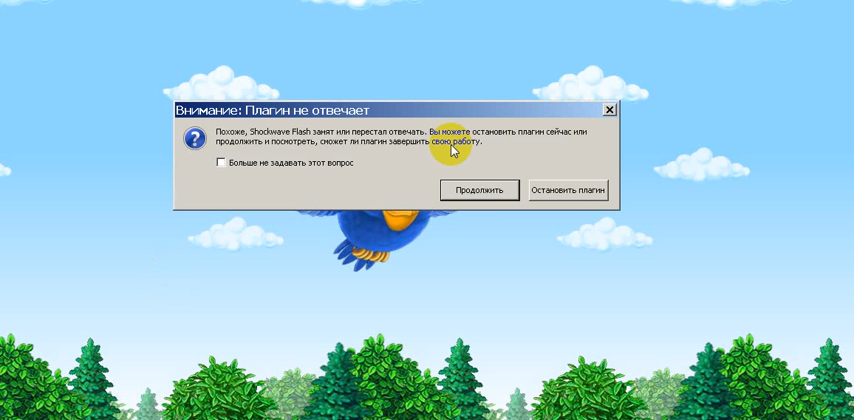 Внимание: Плагин не отвечает
Похоже, Shockwave Flash занят или перестал отвечать. Вы можете остановить плагин сейчас или
продолжить и посмотреть, сможет ли плагин завершить свою работу.
Больше не задавать этот вопрос
Продолжить
Остановить плагин